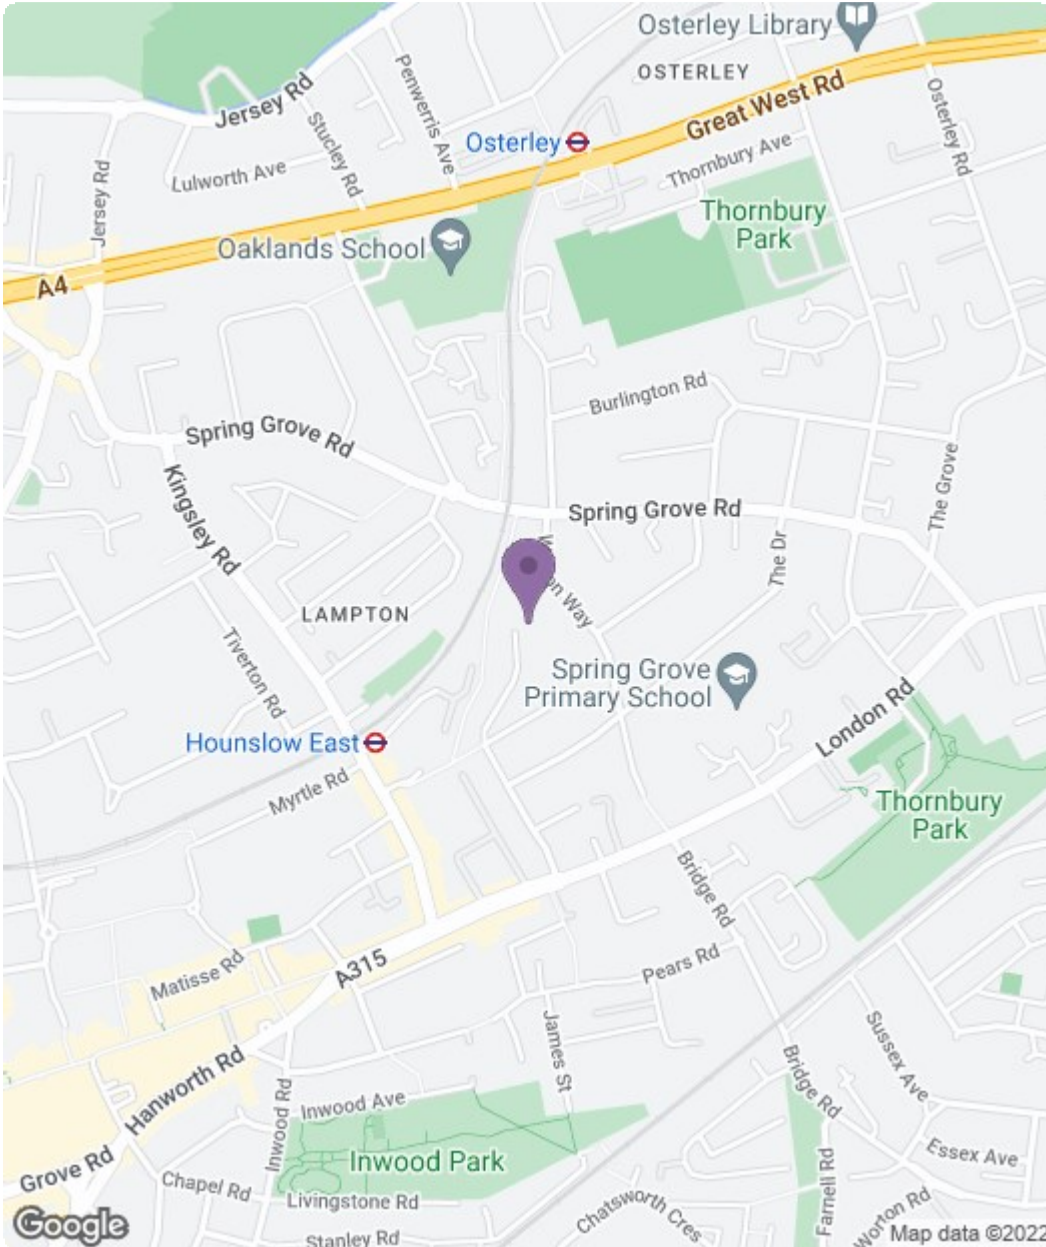 Osterley Library
OSTERLEY
Great West Rd
Jersey Rd
Penwerris Ave
Stucley Rd
Osterley
Osterley Rd
Lulworth Ave
Thornbury Ave
Jersey Rd
Thornbury
Park
Oaklands School
A4
Burlington Rd
Spring Grove Rd
Kingsley Rd
Spring Grove Rd
The Grove
The Dr
Way
LAMPTON
Tiverton Rd
Spring Grove
Primary School
London Rd
Hounslow East
Myrtle Rd
Thornbury
Park
Bridge Rd
Matisse Rd
A315
Pears Rd
James St
Sussex Ave
Hanworth Rd
Inwood Rd
Inwood Ave
Bridge Rd
Essex Ave
Grove Rd
Inwood Park
Chapel Rd
Livingstone Rd
Farnell Rd
Worton Rd
Chatsworth Cres
Stanley Rd
Google
Map data ©2022